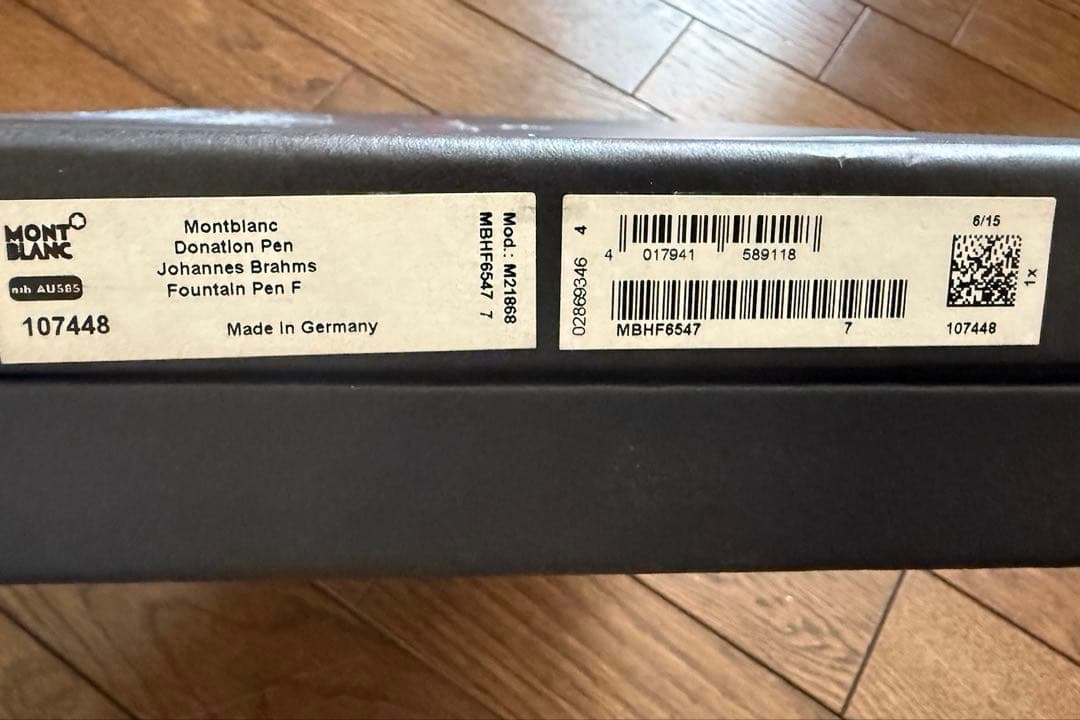 MONT
BLANC
nib AU585
107448
Montblanc
Donation Pen
Johannes Brahms
Fountain Pen F
Made in Germany
Mod.: M21868
MBHF6547 7
02869346 4
4 017941 589118
MBHF6547 7
6/15
1x
107448